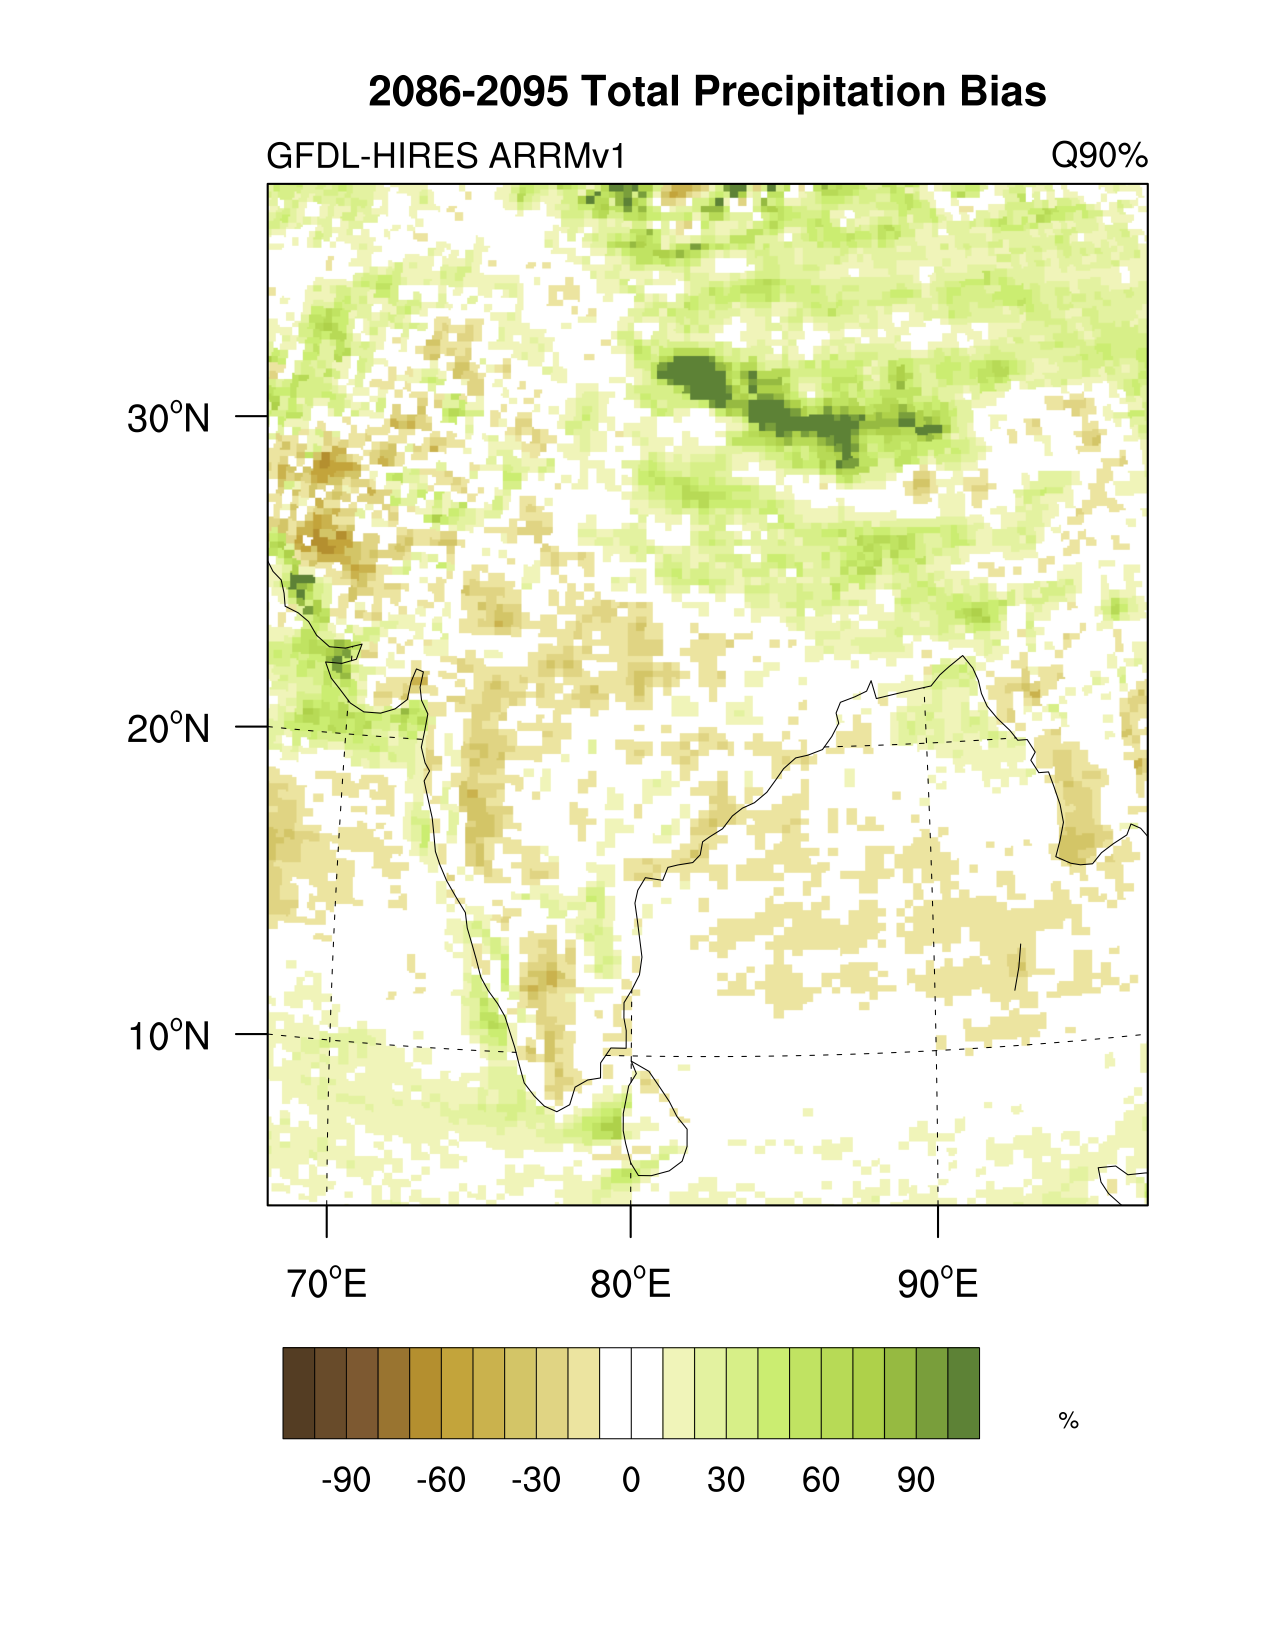 2086-2095 Total Precipitation Bias
GFDL-HIRES ARRMv1 Q90%
30°N
20°N
10°N
70°E 80°E 90°E
%
-90 -60 -30 0 30 60 90